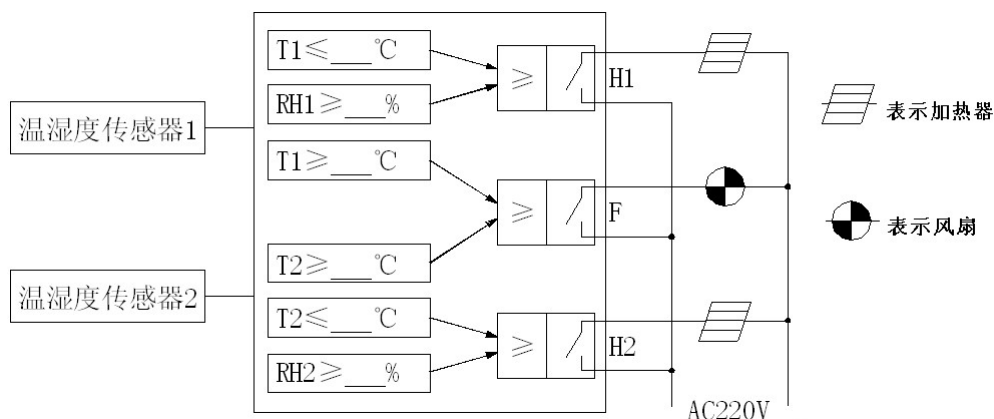 T1≤___℃
RH1≥___%
T1≥___℃
T2≥___℃
T2≤___℃
RH2≥___%
温湿度传感器1
温湿度传感器2
≥
≥
≥
H1
F
H2
AC220V
表示加热器
表示风扇